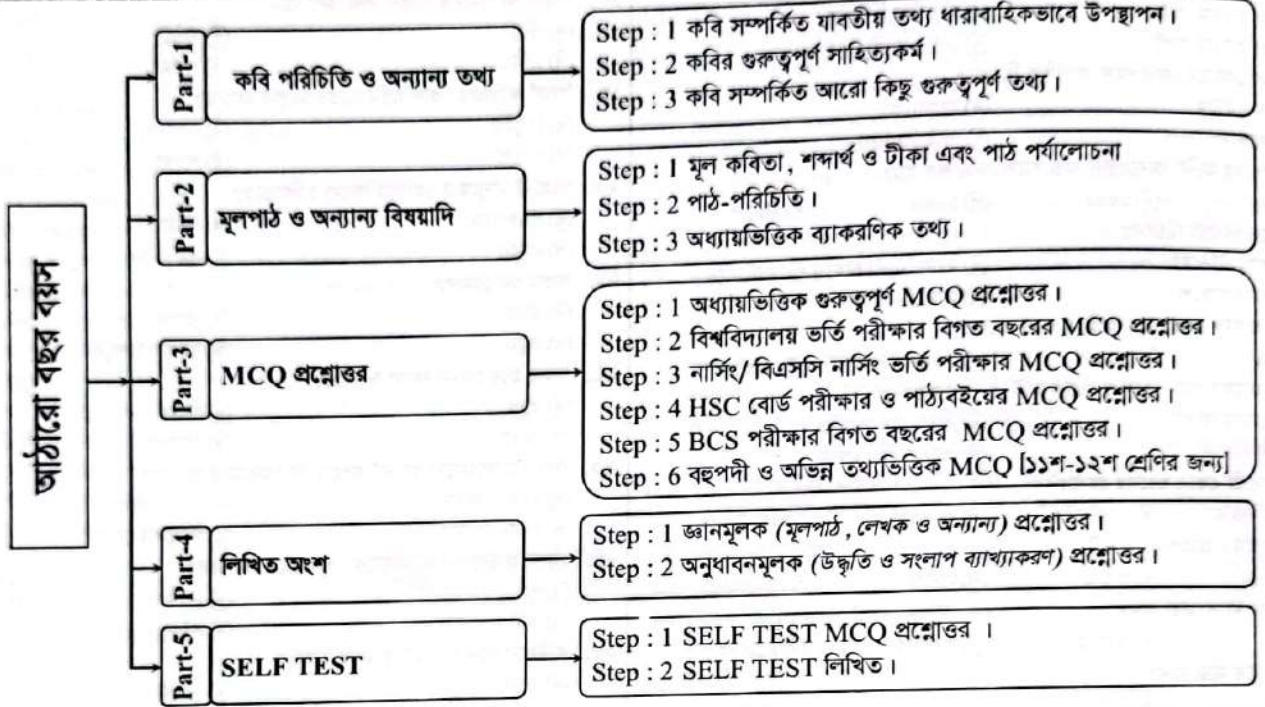 আঠারো বছর বয়স
Part-1
কবি পরিচিতি ও অন্যান্য তথ্য
Step : 1 কবি সম্পর্কিত যাবতীয় তথ্য ধারাবাহিকভাবে উপস্থাপন।
Step : 2 কবির গুরুত্বপূর্ণ সাহিত্যকর্ম।
Step : 3 কবি সম্পর্কিত আরো কিছু গুরুত্বপূর্ণ তথ্য।
Part-2
মূলপাঠ ও অন্যান্য বিষয়াদি
Step : 1 মূল কবিতা, শব্দার্থ ও টীকা এবং পাঠ পর্যালোচনা
Step : 2 পাঠ-পরিচিতি।
Step : 3 অধ্যায়ভিত্তিক ব্যাকরণিক তথ্য।
Part-3
MCQ প্রশ্নোত্তর
Step : 1 অধ্যায়ভিত্তিক গুরুত্বপূর্ণ MCQ প্রশ্নোত্তর।
Step : 2 বিশ্ববিদ্যালয় ভর্তি পরীক্ষার বিগত বছরের MCQ প্রশ্নোত্তর।
Step : 3 নার্সিং/ বিএসসি নার্সিং ভর্তি পরীক্ষার MCQ প্রশ্নোত্তর।
Step : 4 HSC বোর্ড পরীক্ষার ও পাঠ্যবইয়ের MCQ প্রশ্নোত্তর।
Step : 5 BCS পরীক্ষার বিগত বছরের MCQ প্রশ্নোত্তর।
Step : 6 বহুপদী ও অভিন্ন তথ্যভিত্তিক MCQ [১১শ-১২শ শ্রেণির জন্য]
Part-4
লিখিত অংশ
Step : 1 জ্ঞানমূলক (মূলপাঠ, লেখক ও অন্যান্য) প্রশ্নোত্তর।
Step : 2 অনুধাবনমূলক (উদ্ধৃতি ও সংলাপ ব্যাখ্যাকরণ) প্রশ্নোত্তর।
Part-5
SELF TEST
Step : 1 SELF TEST MCQ প্রশ্নোত্তর ।
Step : 2 SELF TEST লিখিত।